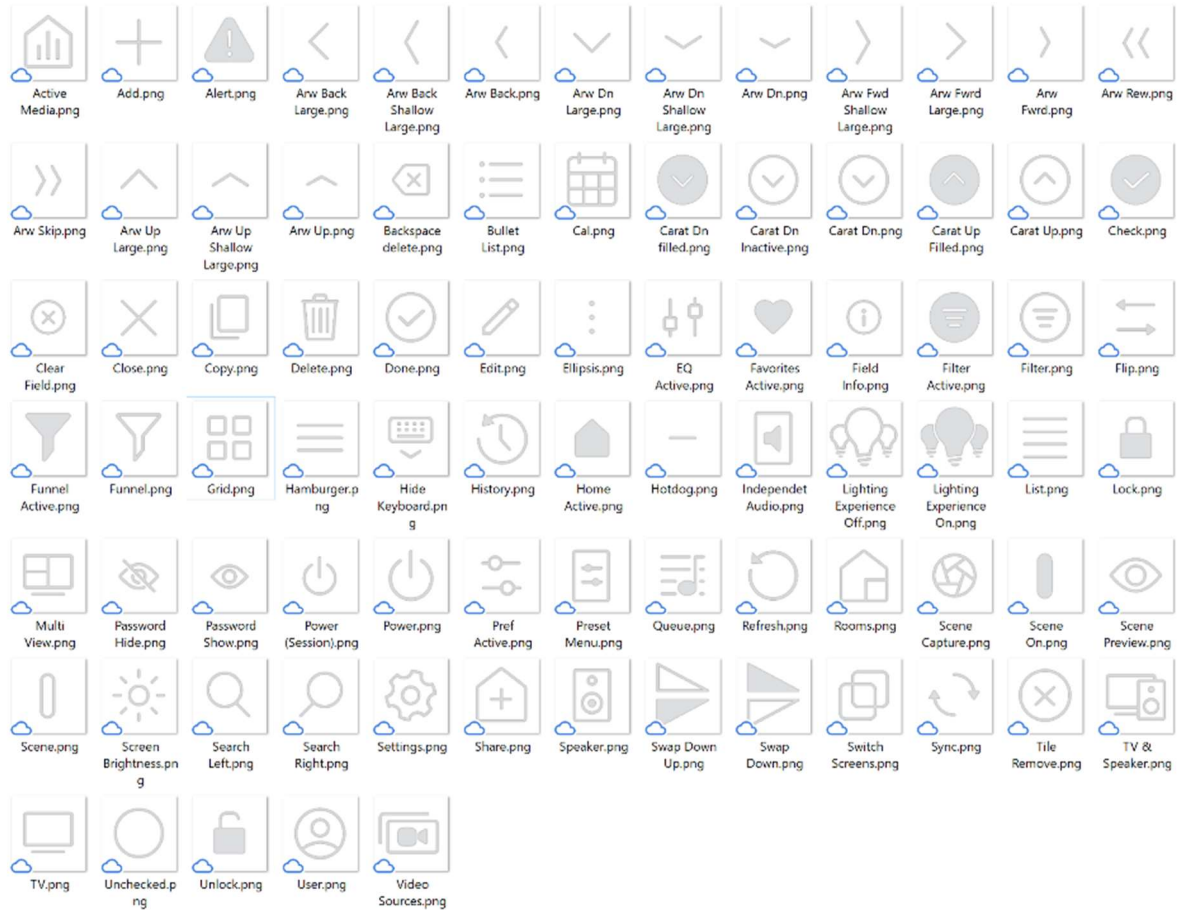 Active
Media.png
Add.png
Alert.png
Arw Back
Large.png
Arw Back
Shallow
Large.png
Arw Back.png
Arw Dn
Large.png
Arw Dn
Shallow
Large.png
Arw Dn.png
Arw Fwd
Shallow
Large.png
Arw Fwrd
Large.png
Arw
Fwrd.png
Arw Rew.png
Arw Skip.png
Arw Up
Large.png
Arw Up
Shallow
Large.png
Arw Up.png
Backspace
delete.png
Bullet
List.png
Cal.png
Carat Dn
filled.png
Carat Dn
Inactive.png
Carat Dn.png
Carat Up
Filled.png
Carat Up.png
Check.png
Clear
Field.png
Close.png
Copy.png
Delete.png
Done.png
Edit.png
Ellipsis.png
EQ
Active.png
Favorites
Active.png
Field
Info.png
Filter
Active.png
Filter.png
Flip.png
Funnel
Active.png
Funnel.png
Grid.png
Hamburger.p
ng
Hide
Keyboard.pn
g
History.png
Home
Active.png
Hotdog.png
Independet
Audio.png
Lighting
Experience
Off.png
Lighting
Experience
On.png
List.png
Lock.png
Multi
View.png
Password
Hide.png
Password
Show.png
Power
(Session).png
Power.png
Pref
Active.png
Preset
Menu.png
Queue.png
Refresh.png
Rooms.png
Scene
Capture.png
Scene
On.png
Scene
Preview.png
Scene.png
Screen
Brightness.pn
g
Search
Left.png
Search
Right.png
Settings.png
Share.png
Speaker.png
Swap Down
Up.png
Swap
Down.png
Switch
Screens.png
Sync.png
Tile
Remove.png
TV &
Speaker.png
TV.png
Unchecked.p
ng
Unlock.png
User.png
Video
Sources.png